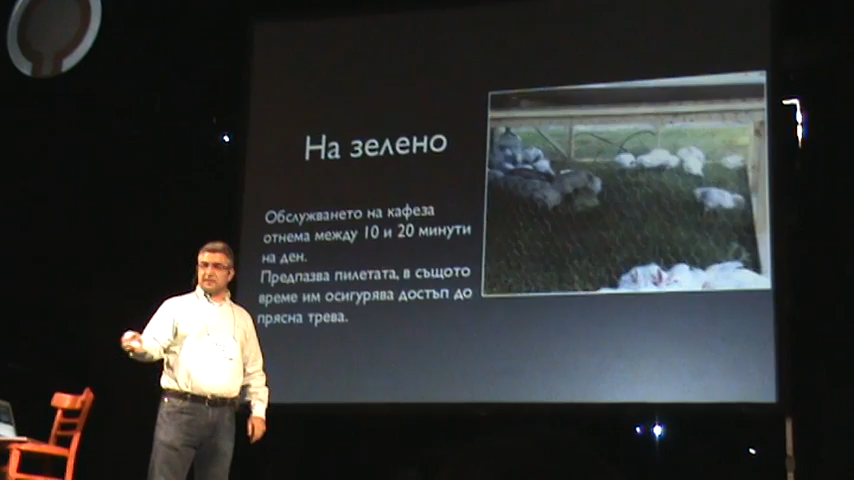 На зелено
Обслужването на кафеза
отнема между 10 и 20 минути
на ден.
Предпазва пилетата, в същото
време им осигурява достъп до
прясна трева.